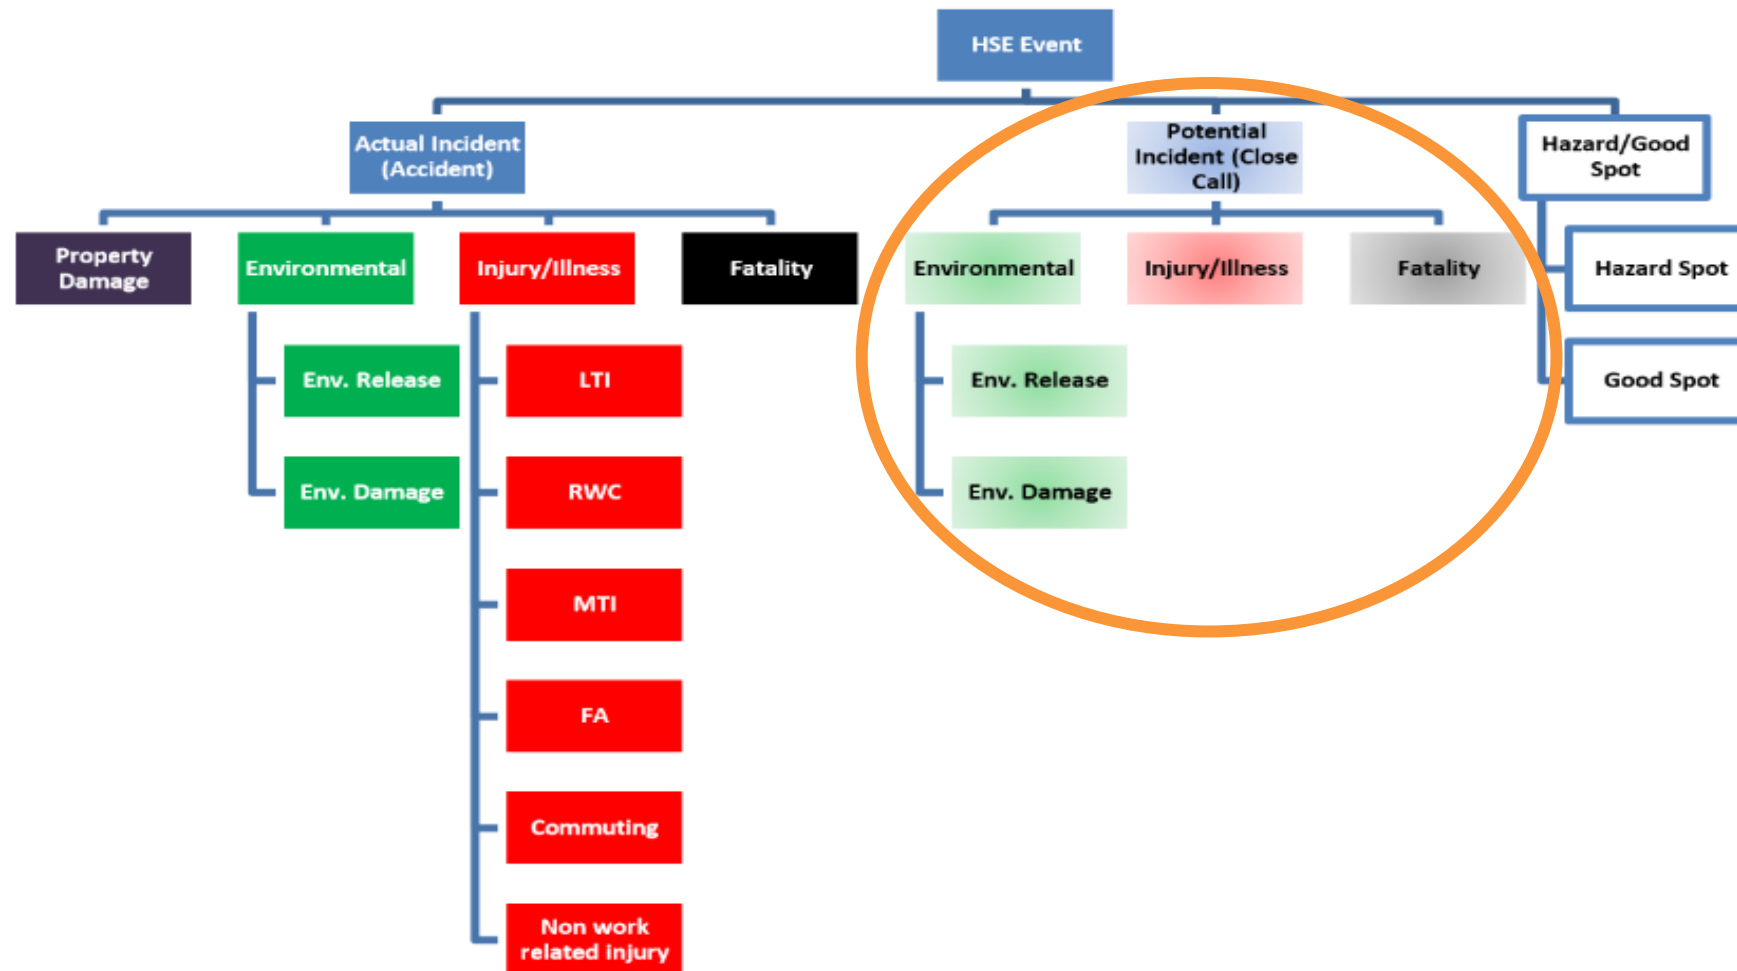 HSE Event
Actual Incident
(Accident)
Potential
Incident (Close
Call)
Hazard/Good
Spot
Property
Damage
Environmental
Injury/Illness
Fatality
Environmental
Injury/Illness
Fatality
Hazard Spot
Env. Release
LTI
Env. Release
Good Spot
Env. Damage
RWC
Env. Damage
MTI
FA
Commuting
Non work
related injury